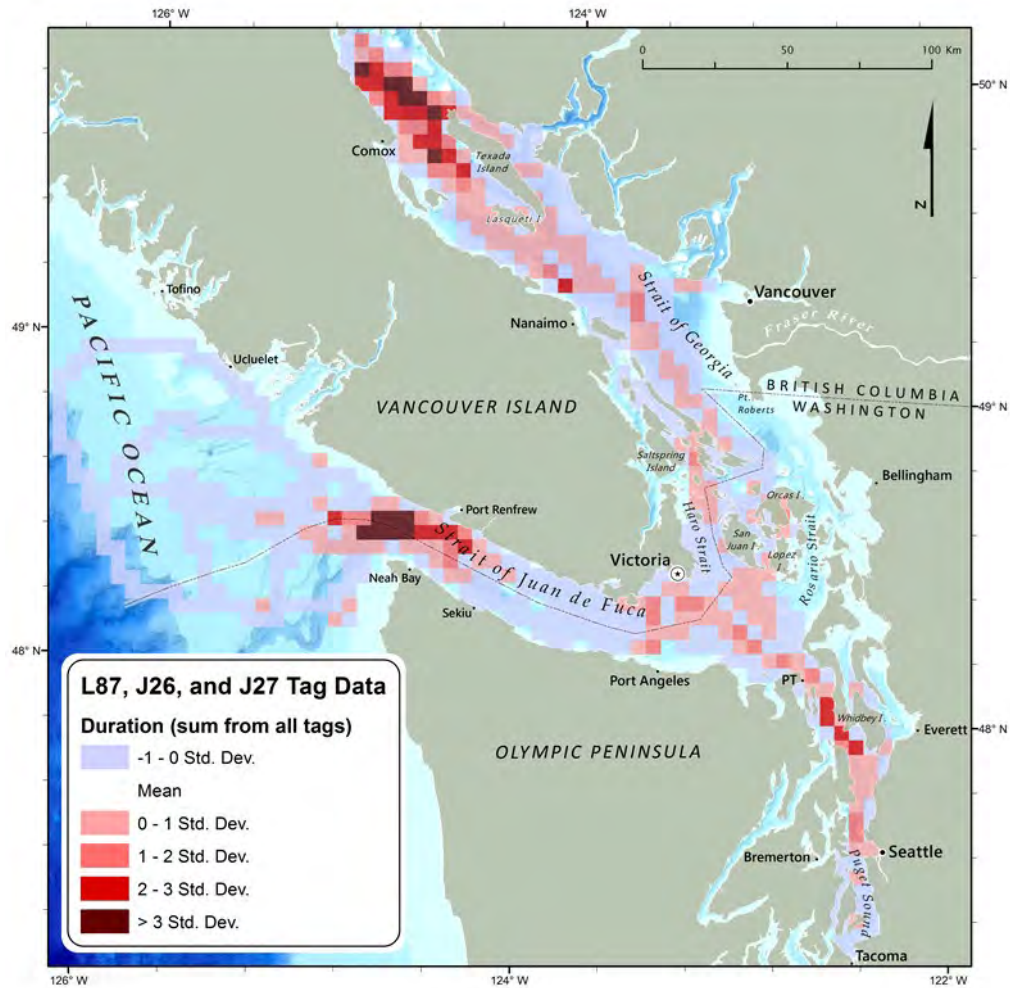 126° W
124° W
0
50
100 Km
50° N
N
Comox
Texada
Island
Lasqueti I.
Tofino
Strait of Georgia
Vancouver
49° N
Nanaimo
Fraser River
Ucluelet
PACIFIC OCEAN
BRITISH COLUMBIA
49° N
WASHINGTON
Pt.
Roberts
VANCOUVER ISLAND
Saltspring
Island
Bellingham
Orcas I.
Port Renfrew
Haro Strait
San
Juan I.
Lopez
I.
Rosario Strait
Strait of Juan de Fuca
Victoria
Neah Bay
Sekiu
48° N
Port Angeles
PT
L87, J26, and J27 Tag Data
Duration (sum from all tags)
-1 - 0 Std. Dev.
Mean
0 - 1 Std. Dev.
1 - 2 Std. Dev.
2 - 3 Std. Dev.
> 3 Std. Dev.
Whidbey I.
Everett
48° N
OLYMPIC PENINSULA
Bremerton
Seattle
Puget Sound
Tacoma
126° W
124° W
122° W